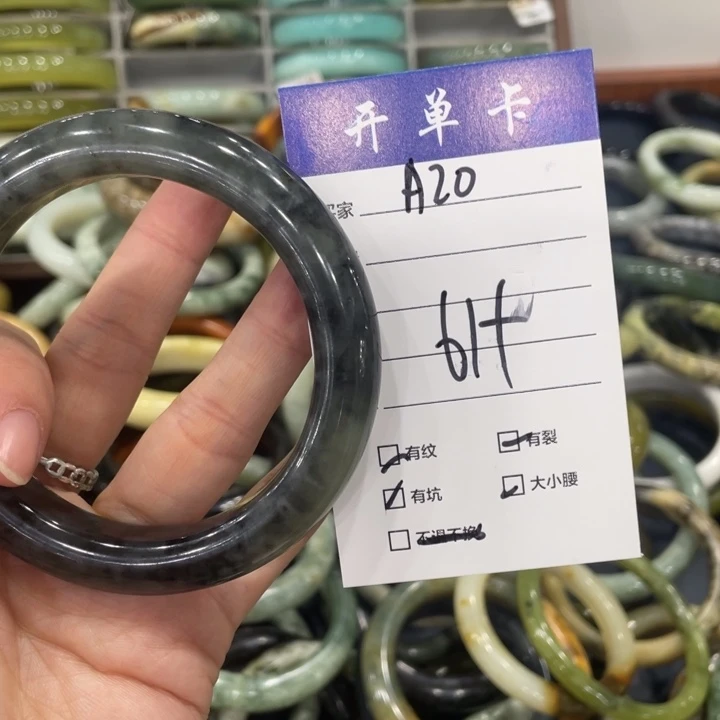 开单卡
买家 A20
61+
有纹 有裂
有坑 大小腰
不退不换